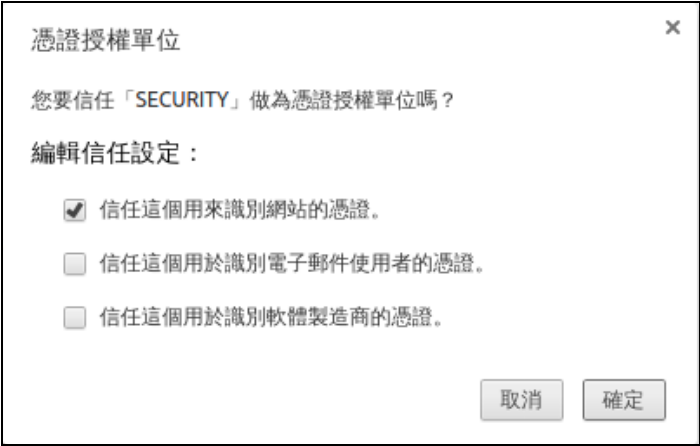 憑證授權單位
您要信任「SECURITY」做為憑證授權單位嗎？
編輯信任設定：
信任這個用來識別網站的憑證。
信任這個用於識別電子郵件使用者的憑證。
信任這個用於識別軟體製造商的憑證。
取消 確定